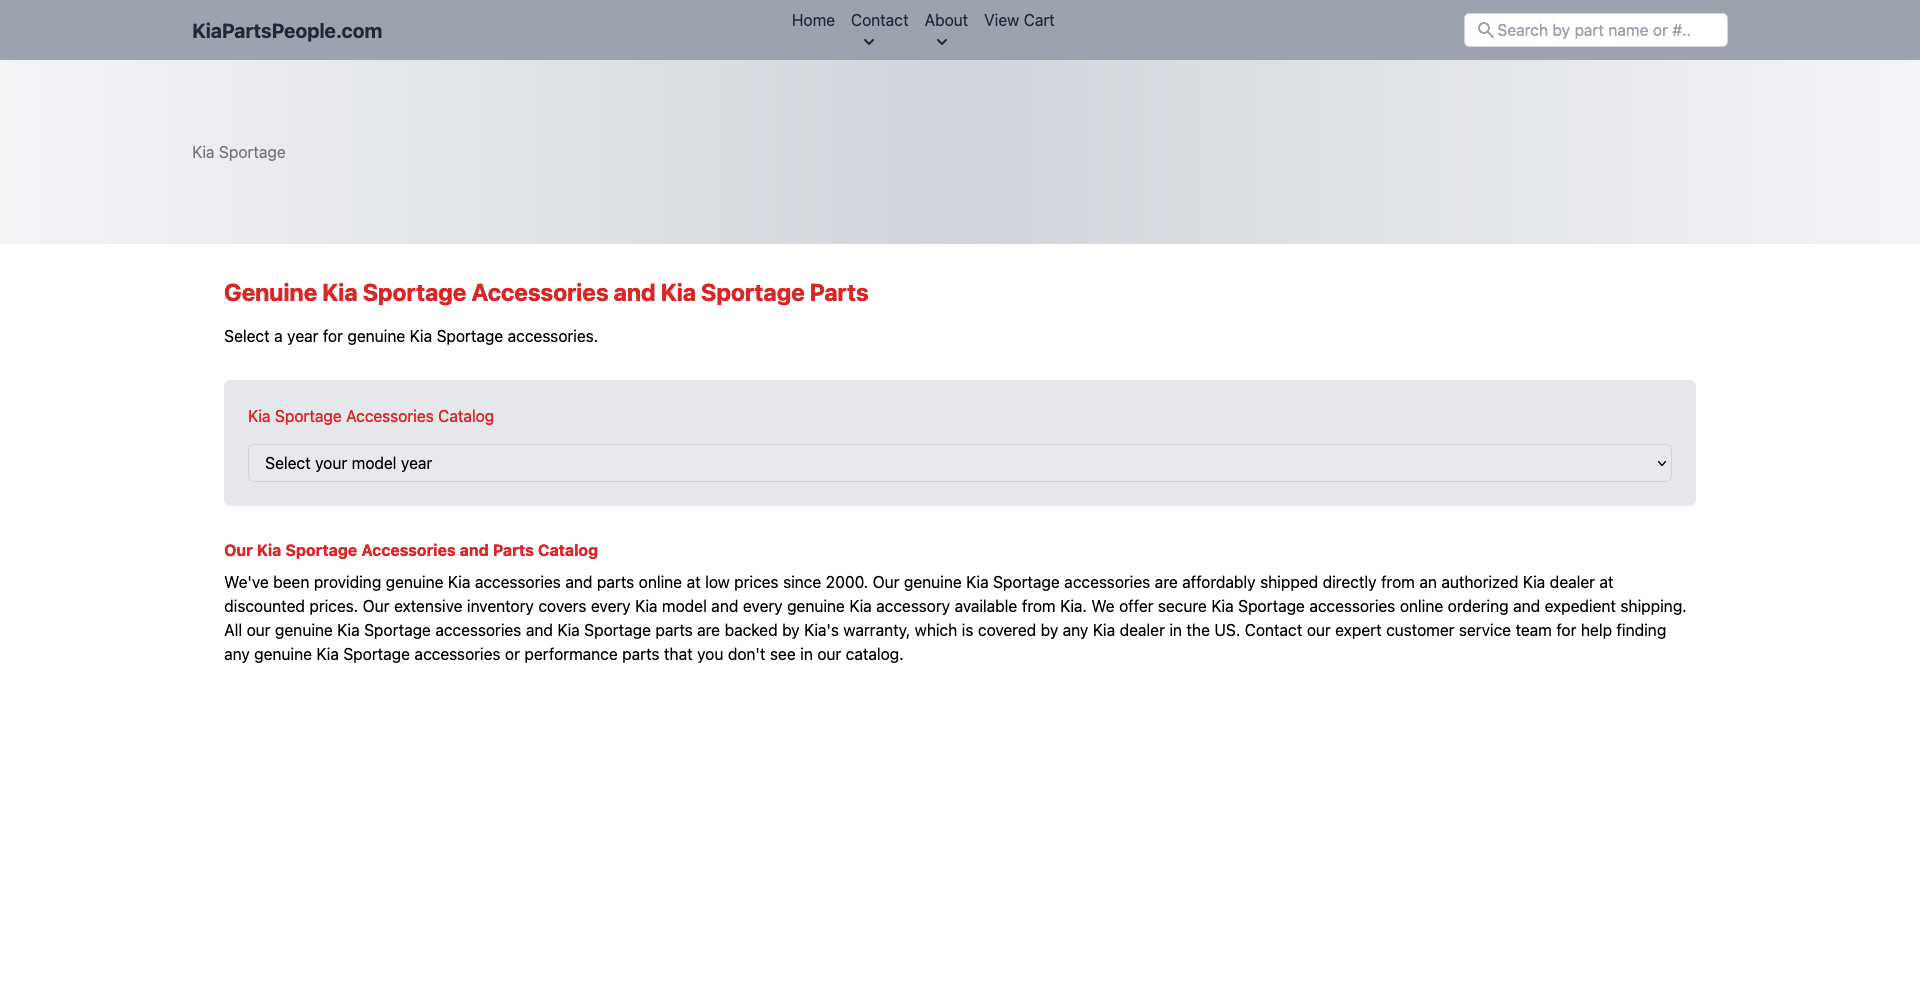 KiaPartsPeople.com
Home
Contact
About
View Cart
Search by part name or #..
Kia Sportage
Genuine Kia Sportage Accessories and Kia Sportage Parts
Select a year for genuine Kia Sportage accessories.
Kia Sportage Accessories Catalog
Select your model year
Our Kia Sportage Accessories and Parts Catalog
We've been providing genuine Kia accessories and parts online at low prices since 2000. Our genuine Kia Sportage accessories are affordably shipped directly from an authorized Kia dealer at
discounted prices. Our extensive inventory covers every Kia model and every genuine Kia accessory available from Kia. We offer secure Kia Sportage accessories online ordering and expedient shipping.
All our genuine Kia Sportage accessories and Kia Sportage parts are backed by Kia's warranty, which is covered by any Kia dealer in the US. Contact our expert customer service team for help finding
any genuine Kia Sportage accessories or performance parts that you don't see in our catalog.